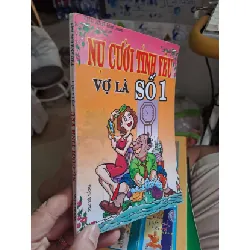 NỤ CƯỜI TÌNH YÊU
VỢ LÀ SỐ 1